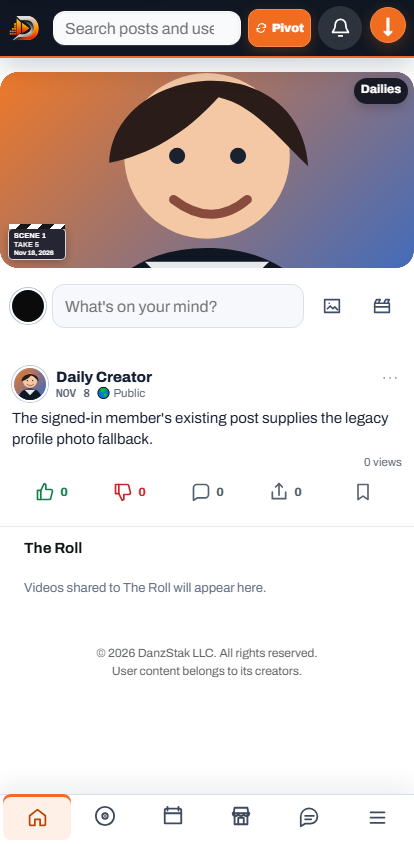 Search posts and use
Pivot
Dailies
SCENE 1
TAKE 5
Nov 18, 2026
What's on your mind?
Daily Creator
NOV 8 Public
The signed-in member's existing post supplies the legacy
profile photo fallback.
0 views
0 0 0 0
The Roll
Videos shared to The Roll will appear here.
© 2026 DanzStak LLC. All rights reserved.
User content belongs to its creators.